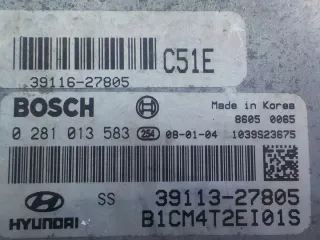 C51E
39116-27805
BOSCH
Made in Korea
8605 0065
0 281 013 583 254 08-01-04 1039S23675
SS 39113-27805
HYUNDAI B1CM4T2EI01S